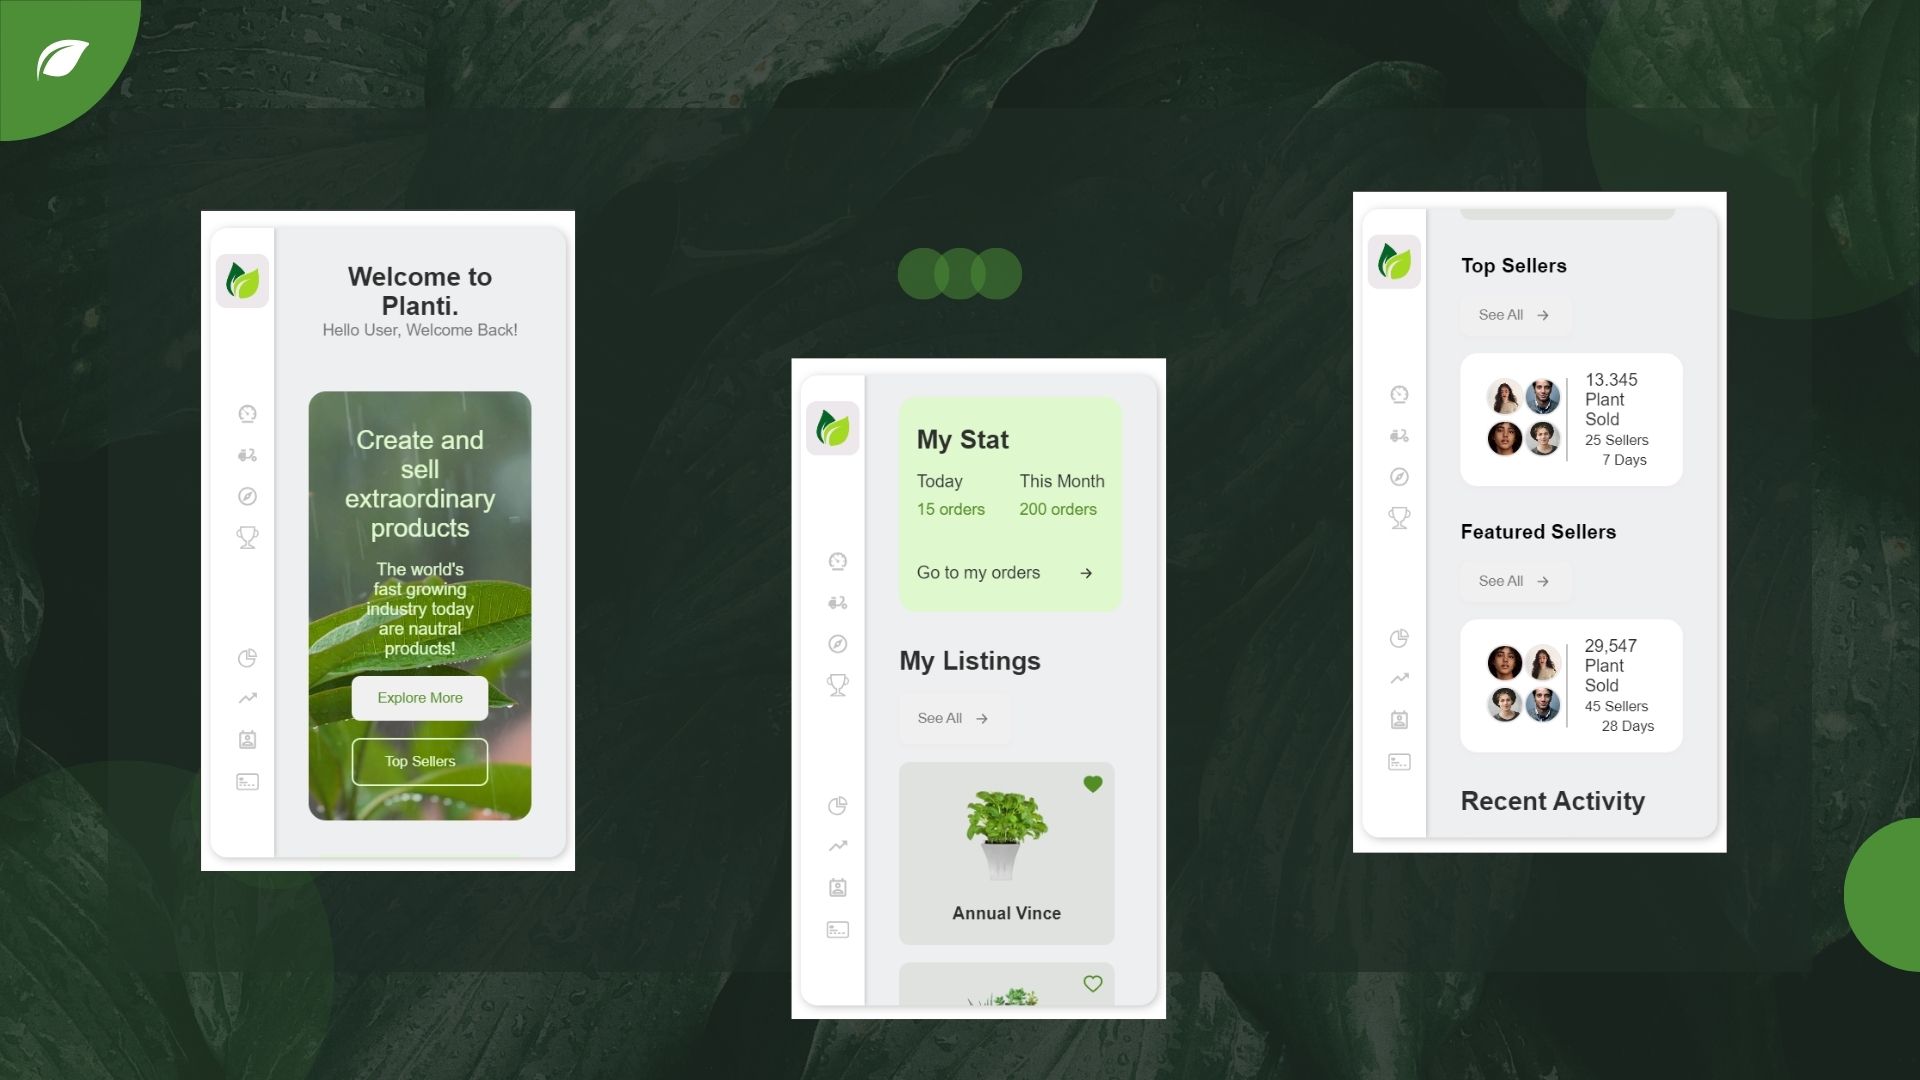 Welcome to
Planti.
Hello User, Welcome Back!
Create and
sell
extraordinary
products
The world's
fast growing
industry today
are nautral
products!
Explore More
Top Sellers
My Stat
Today This Month
15 orders 200 orders
Go to my orders
My Listings
See All
Annual Vince
Top Sellers
See All
13.345
Plant
Sold
25 Sellers
7 Days
Featured Sellers
See All
29,547
Plant
Sold
45 Sellers
28 Days
Recent Activity